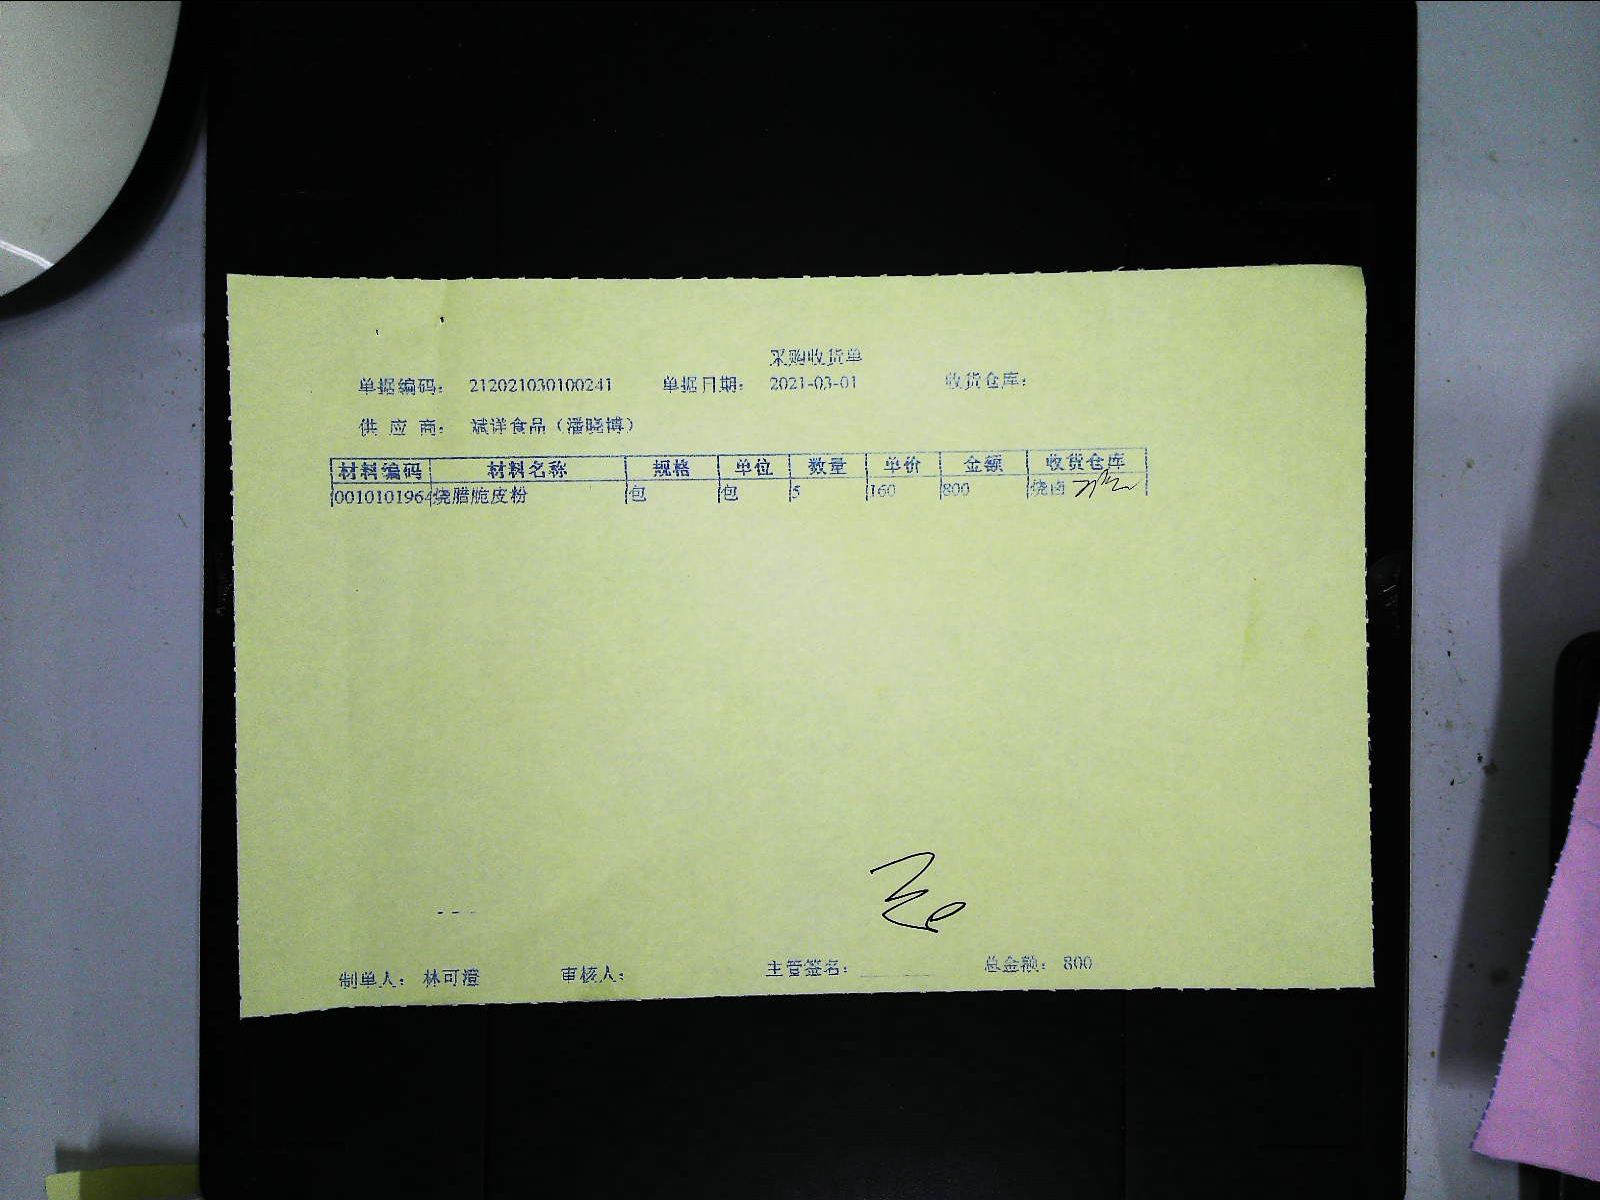 采购收货单
单据编码： 212021030100241 单据日期： 2021-03-01 收货仓库：
供 应 商： 斌洋食品（潘晓博）
材料编码 材料名称 规格 单位 数量 单价 金额 收货仓库
0010101964 烧腊脆皮粉 包 包 5 160 800 烧卤
制单人： 林可澄 审核人： 主管签名： 总金额： 800